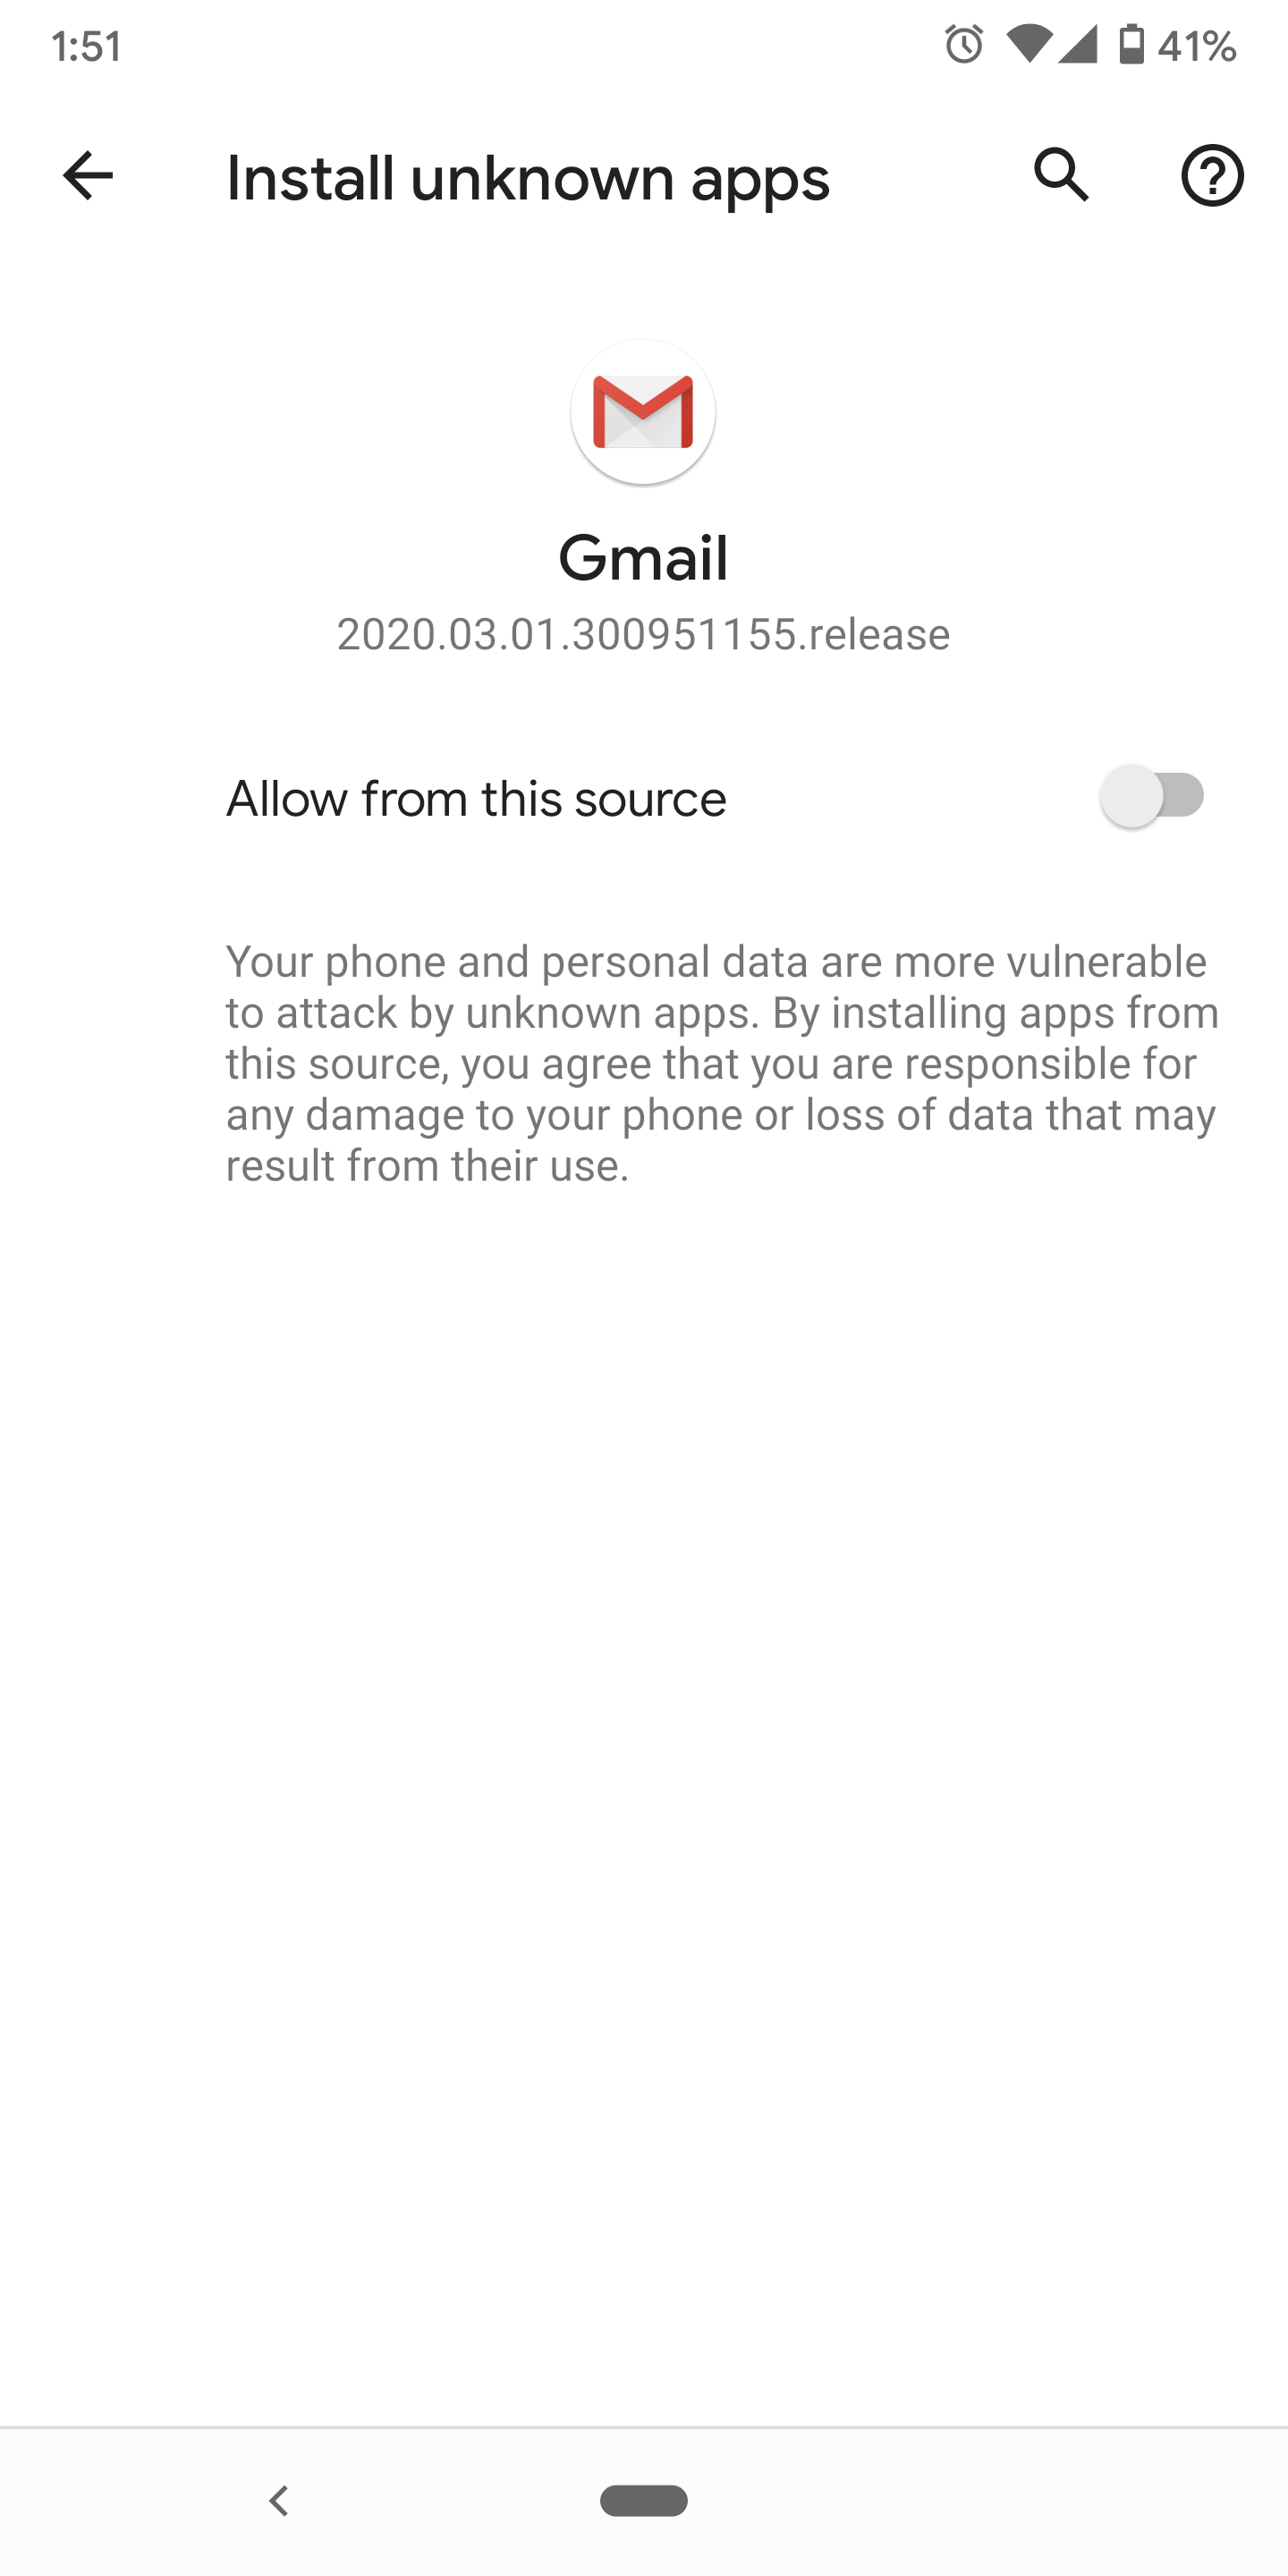 1:51
41%
Install unknown apps
Gmail
2020.03.01.300951155.release
Allow from this source
Your phone and personal data are more vulnerable
to attack by unknown apps. By installing apps from
this source, you agree that you are responsible for
any damage to your phone or loss of data that may
result from their use.